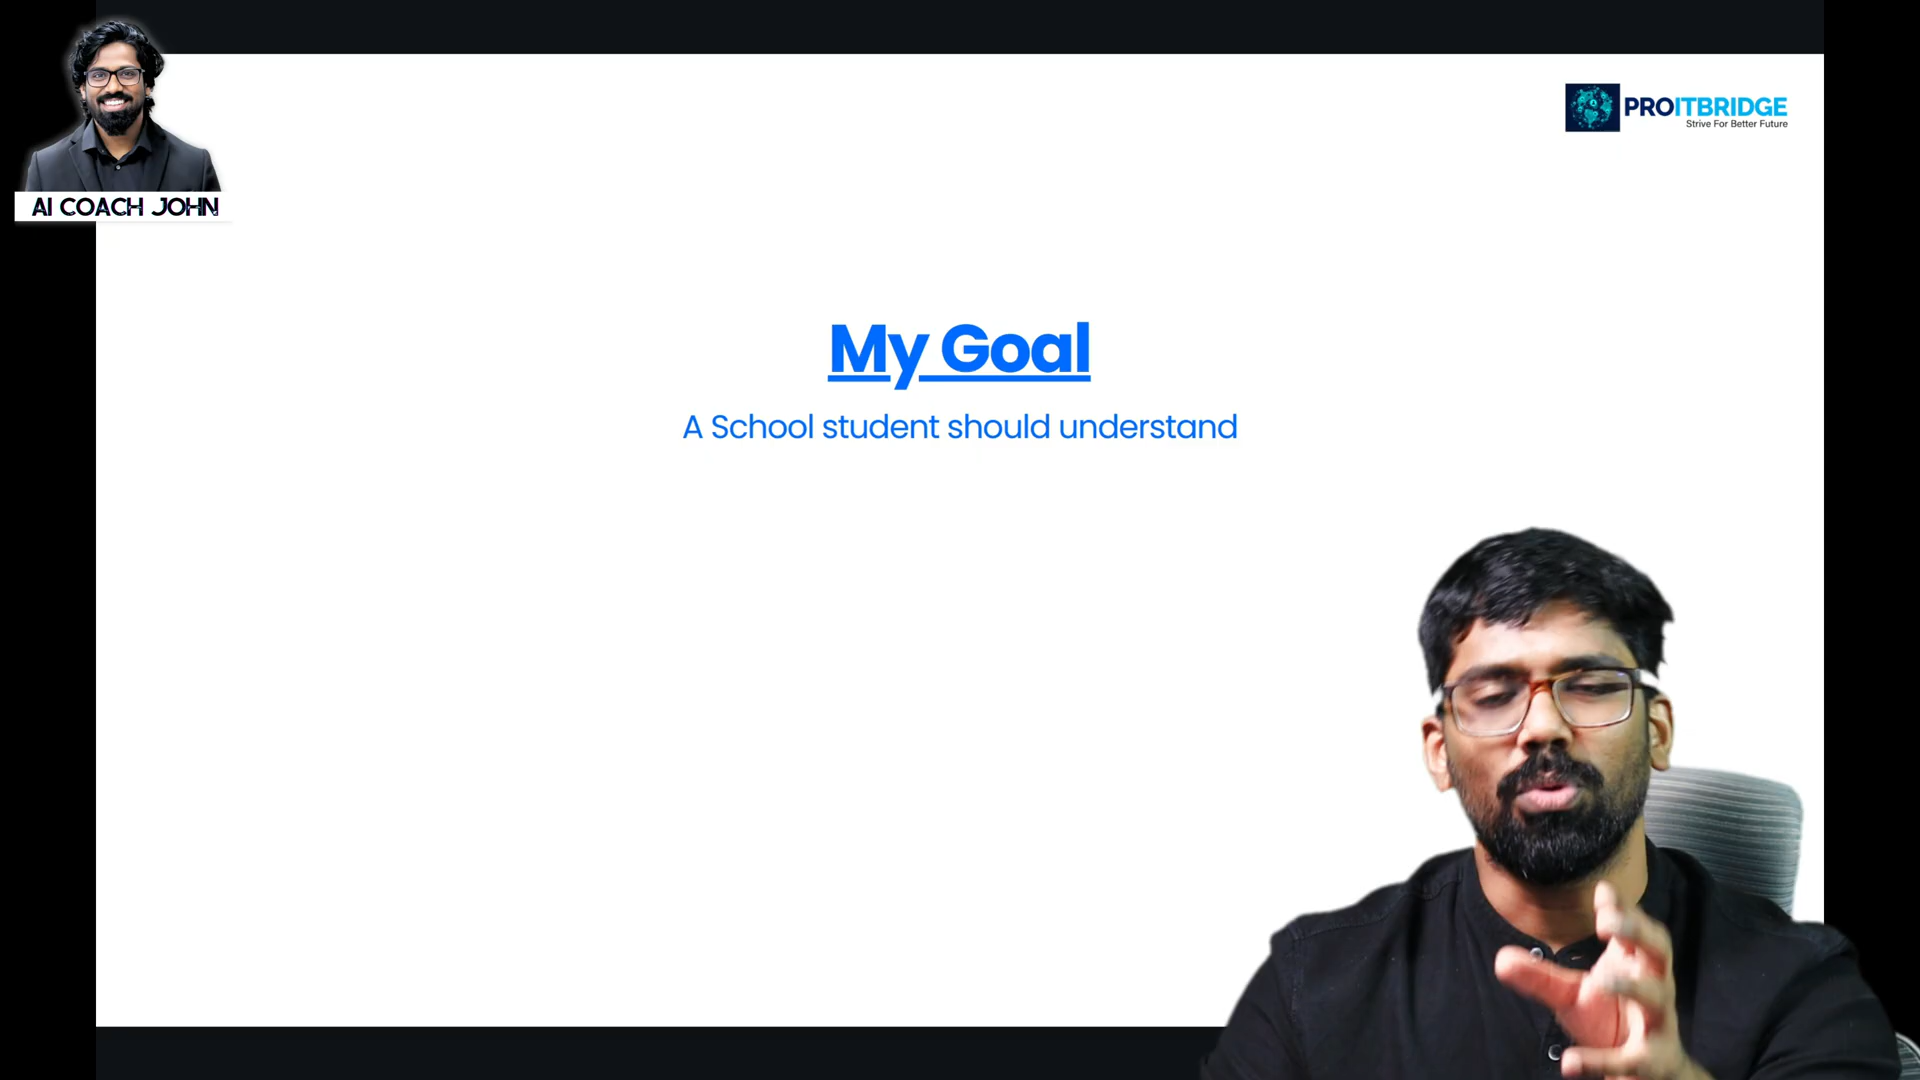 AI COACH JOHN
PROITBRIDGE
Strive For Better Future
My Goal
A School student should understand